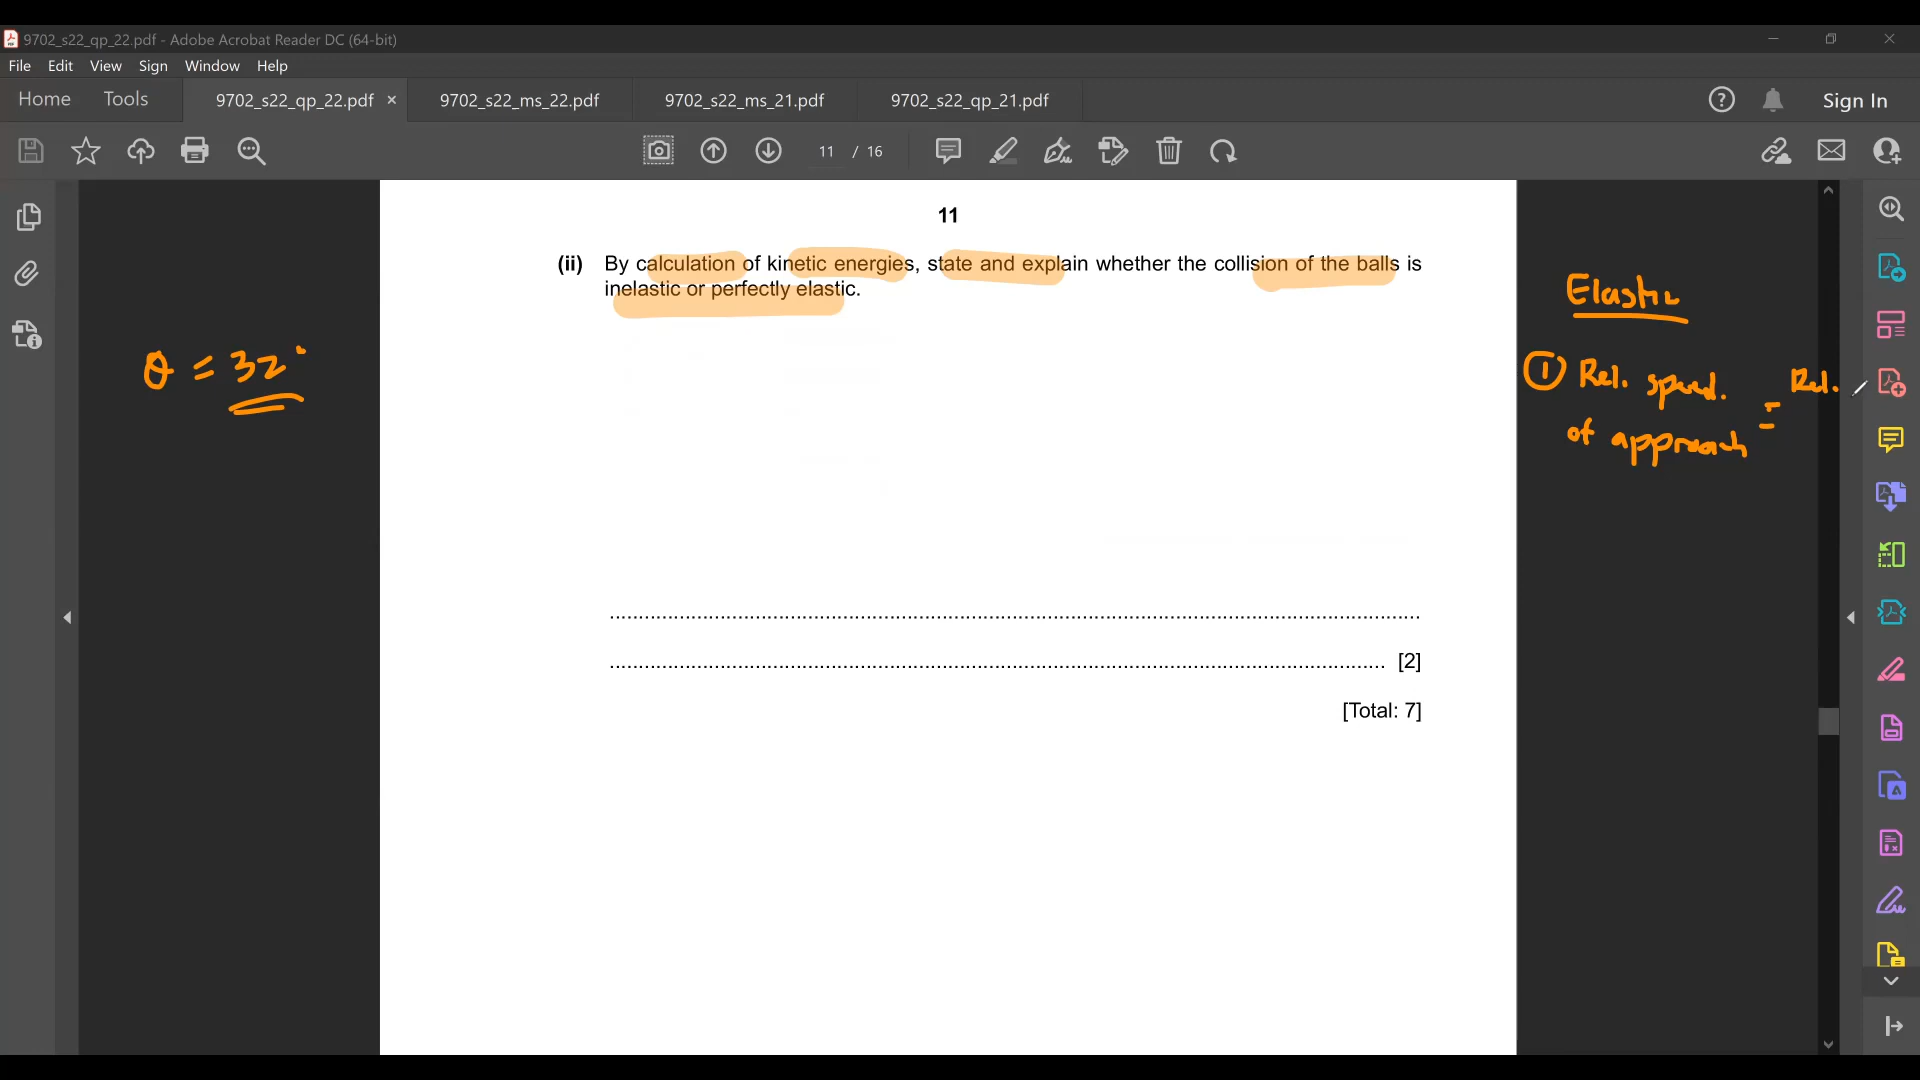 9702_s22_qp_22.pdf - Adobe Acrobat Reader DC (64-bit)
File Edit View Sign Window Help
Home Tools 9702_s22_qp_22.pdf × 9702_s22_ms_22.pdf 9702_s22_ms_21.pdf 9702_s22_qp_21.pdf Sign In
11 / 16
11
(ii) By calculation of kinetic energies, state and explain whether the collision of the balls is
inelastic or perfectly elastic.
Elastic
θ = 32°
① Rel. speed. = Rel.
of approach
[2]
[Total: 7]